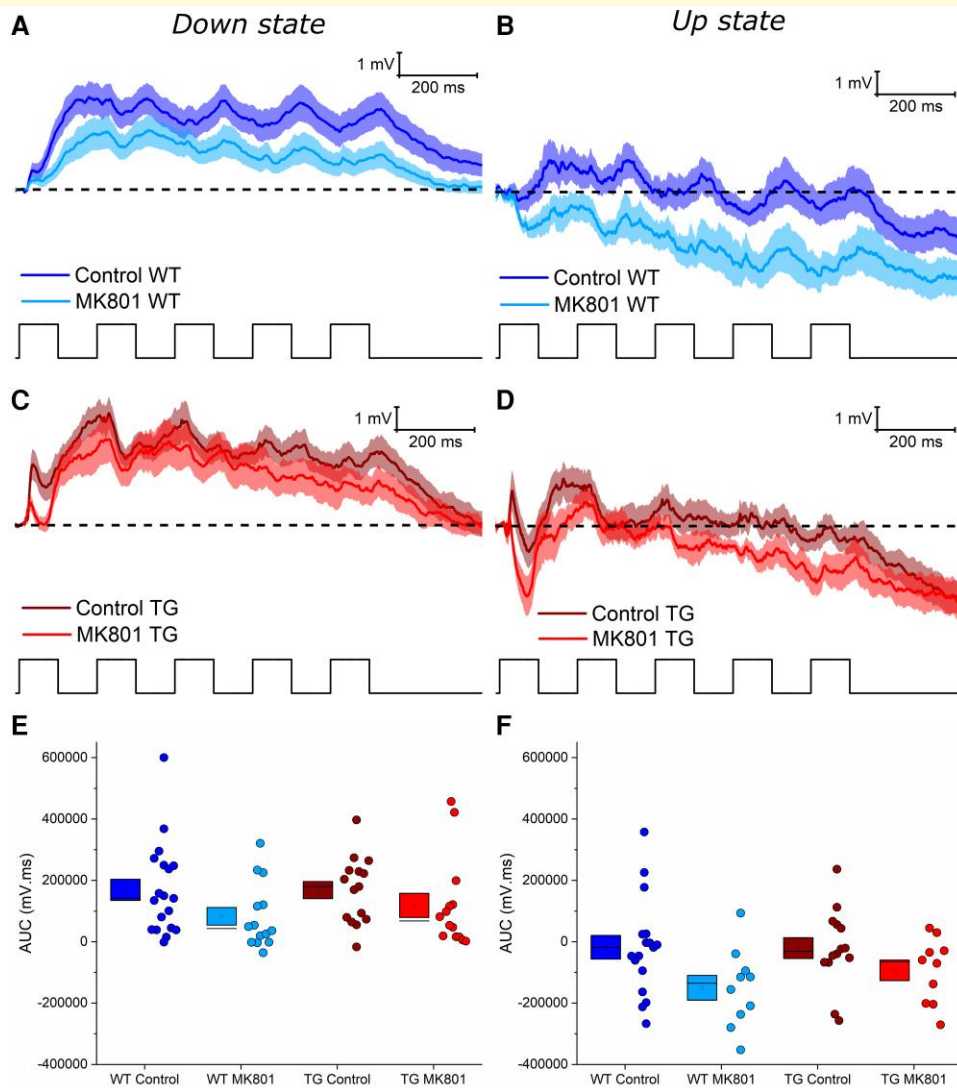 A
Down state
1 mV
200 ms
Control WT
MK801 WT
B
Up state
1 mV
200 ms
Control WT
MK801 WT
C
1 mV
200 ms
Control TG
MK801 TG
D
1 mV
200 ms
Control TG
MK801 TG
E
AUC (mV.ms)
600000
400000
200000
0
-200000
-400000
WT Control WT MK801 TG Control TG MK801
F
AUC (mV.ms)
600000
400000
200000
0
-200000
-400000
WT Control WT MK801 TG Control TG MK801